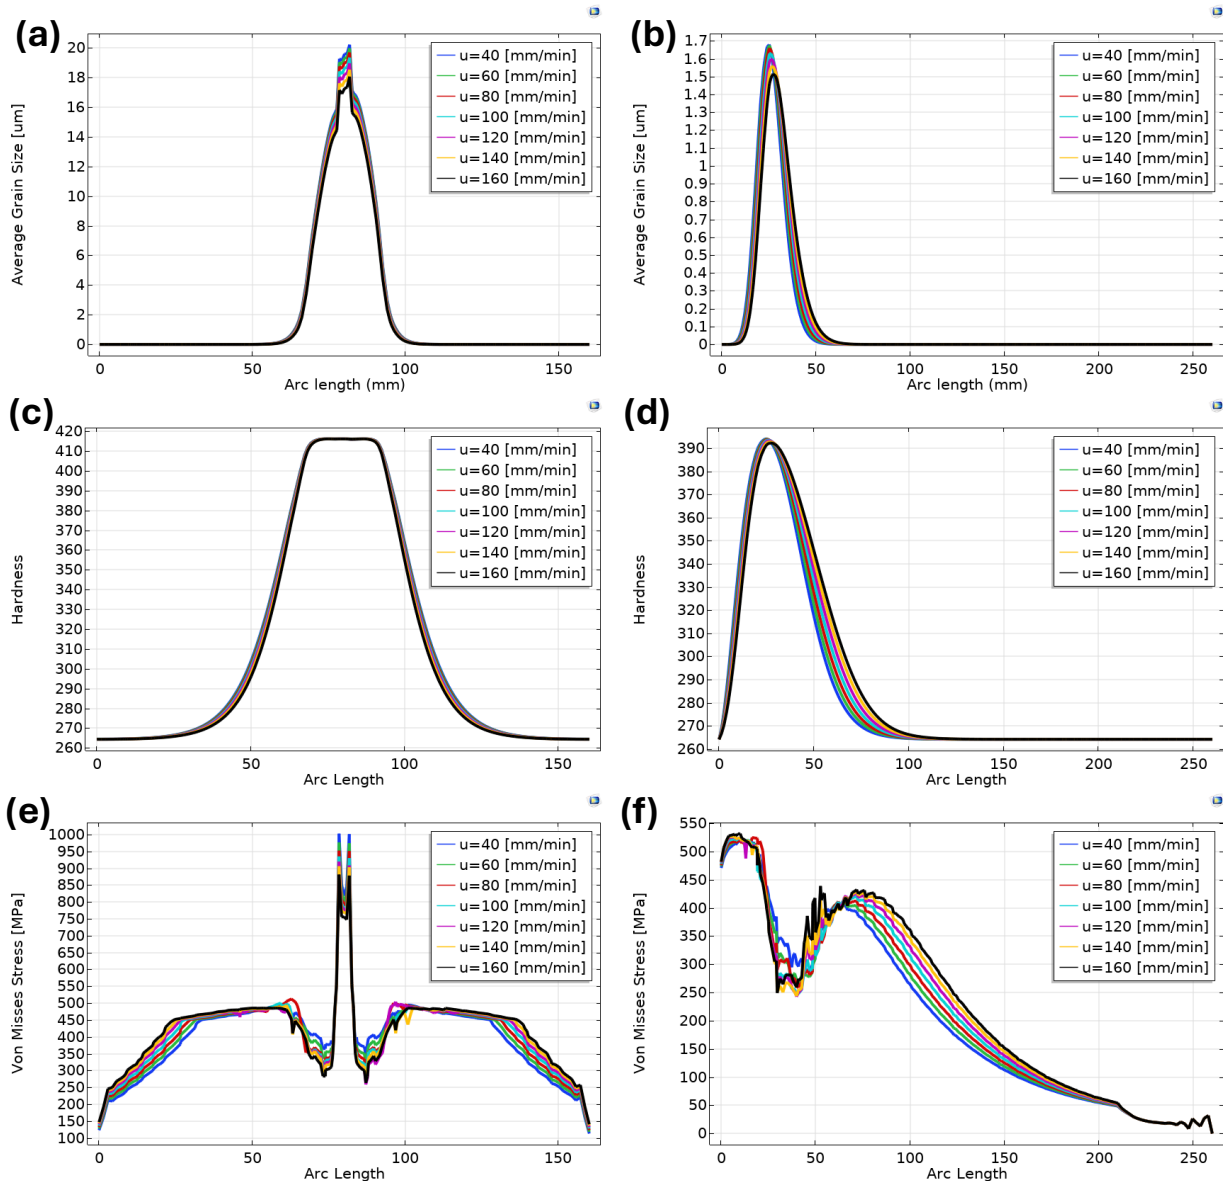 (a)
20
18
16
14
12
10
8
6
4
2
0
Average Grain Size [um]
u=40 [mm/min]
u=60 [mm/min]
u=80 [mm/min]
u=100 [mm/min]
u=120 [mm/min]
u=140 [mm/min]
u=160 [mm/min]
0 50 100 150
Arc length (mm)
(b)
1.7
1.6
1.5
1.4
1.3
1.2
1.1
1
0.9
0.8
0.7
0.6
0.5
0.4
0.3
0.2
0.1
0
Average Grain Size [um]
u=40 [mm/min]
u=60 [mm/min]
u=80 [mm/min]
u=100 [mm/min]
u=120 [mm/min]
u=140 [mm/min]
u=160 [mm/min]
0 50 100 150 200 250
Arc length (mm)
(c)
420
410
400
390
380
370
360
350
340
330
320
310
300
290
280
270
260
Hardness
u=40 [mm/min]
u=60 [mm/min]
u=80 [mm/min]
u=100 [mm/min]
u=120 [mm/min]
u=140 [mm/min]
u=160 [mm/min]
0 50 100 150
Arc Length
(d)
390
380
370
360
350
340
330
320
310
300
290
280
270
260
Hardness
u=40 [mm/min]
u=60 [mm/min]
u=80 [mm/min]
u=100 [mm/min]
u=120 [mm/min]
u=140 [mm/min]
u=160 [mm/min]
0 50 100 150 200 250
Arc Length
(e)
1000
950
900
850
800
750
700
650
600
550
500
450
400
350
300
250
200
150
100
Von Misses Stress [MPa]
u=40 [mm/min]
u=60 [mm/min]
u=80 [mm/min]
u=100 [mm/min]
u=120 [mm/min]
u=140 [mm/min]
u=160 [mm/min]
0 50 100 150
Arc Length
(f)
550
500
450
400
350
300
250
200
150
100
50
0
Von Misses Stress [MPa]
u=40 [mm/min]
u=60 [mm/min]
u=80 [mm/min]
u=100 [mm/min]
u=120 [mm/min]
u=140 [mm/min]
u=160 [mm/min]
0 50 100 150 200 250
Arc Length